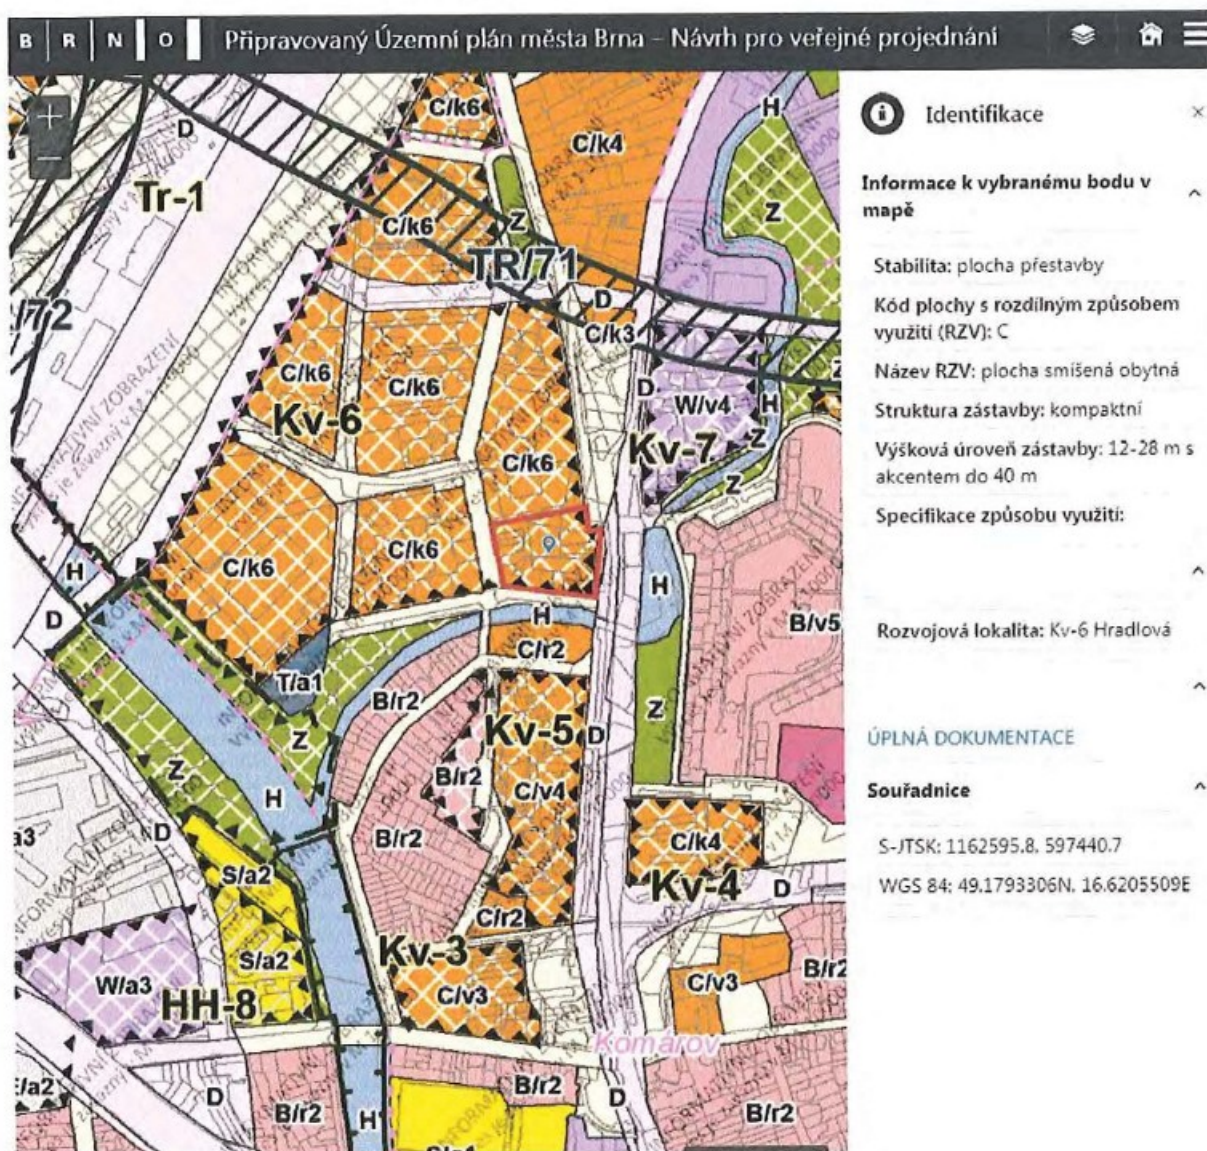 B R N O Připravovaný Územní plán města Brna – Návrh pro veřejné projednání
Identifikace ×
Informace k vybranému bodu v
mapě
Stabilita: plocha přestavby
Kód plochy s rozdílným způsobem
využití (RZV): C
Název RZV: plocha smíšená obytná
Struktura zástavby: kompaktní
Výšková úroveň zástavby: 12-28 m s
akcentem do 40 m
Specifikace způsobu využití:
Rozvojová lokalita: Kv-6 Hradlová
ÚPLNÁ DOKUMENTACE
Souřadnice
S-JTSK: 1162595.8, 597440.7
WGS 84: 49.1793306N, 16.6205509E
+
−
D
C/k6
H
C/k4
Tr-1
Z
C/k6
Z
TR/71
/72
D
C/k3
C/k6
C/k6
D
W/v4
H
Kv-6
Kv-7
Z
C/k6
Z
C/k6
C/k6
H
H
H
D
B/v5
C/r2
T/a1
B/r2
Z
Z
Kv-5
D
B/r2
Z
H
C/v4
a3
D
B/r2
C/k4
S/a2
Kv-4
D
C/r2
Kv-3
S/a2
W/a3
C/v3
C/v3
B/r2
HH-8
Komárov
/a2
D
B/r2
B/r2
H
D
B/r2
INFORMATIVNÍ ZOBRAZENÍ